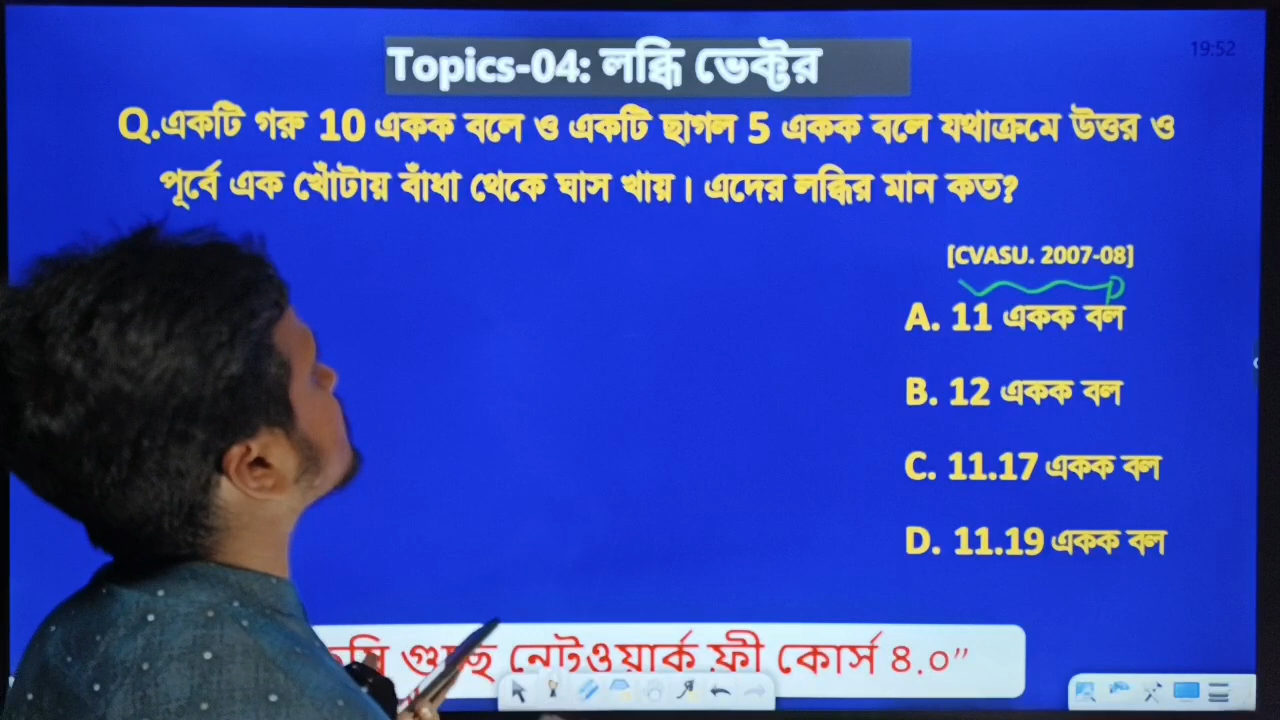 Topics-04: লব্ধি ভেক্টর
19:52
Q.একটি গরু 10 একক বলে ও একটি ছাগল 5 একক বলে যথাক্রমে উত্তর ও
পূর্বে এক খোঁটায় বাঁধা থেকে ঘাস খায়। এদের লব্ধির মান কত?
[CVASU. 2007-08]
A. 11 একক বল
B. 12 একক বল
C. 11.17 একক বল
D. 11.19 একক বল
গুচ্ছ নেটওয়ার্ক ফ্রী কোর্স ৪.০”